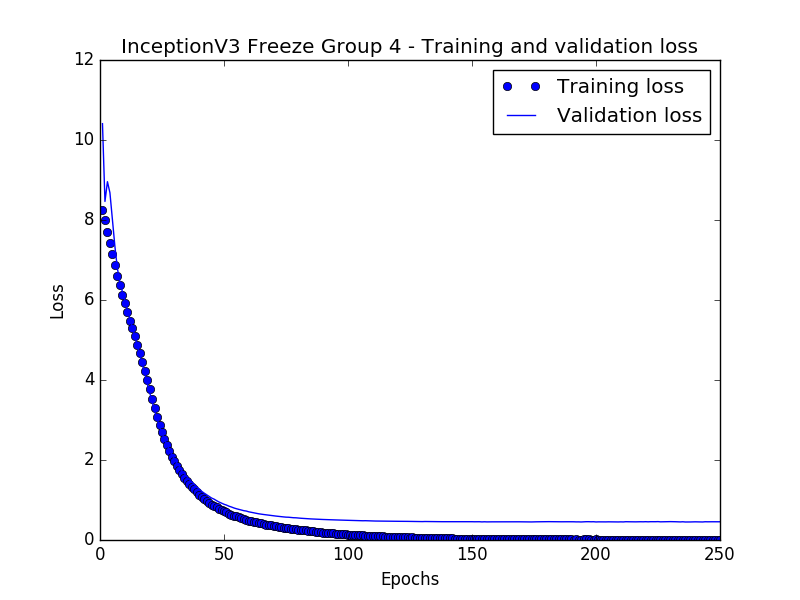 InceptionV3 Freeze Group 4 - Training and validation loss
Training loss
Validation loss
12
10
8
6
4
2
0
Loss
0 50 100 150 200 250
Epochs